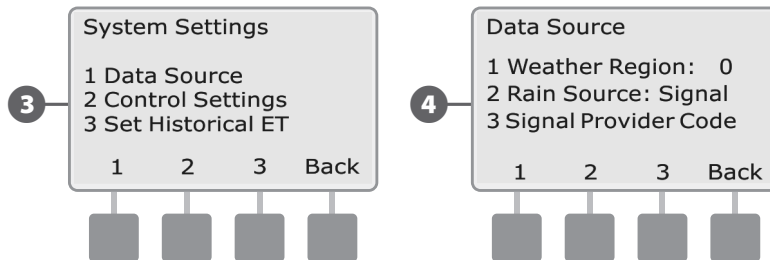 3
System Settings
1 Data Source
2 Control Settings
3 Set Historical ET
1 2 3 Back
4
Data Source
1 Weather Region: 0
2 Rain Source: Signal
3 Signal Provider Code
1 2 3 Back